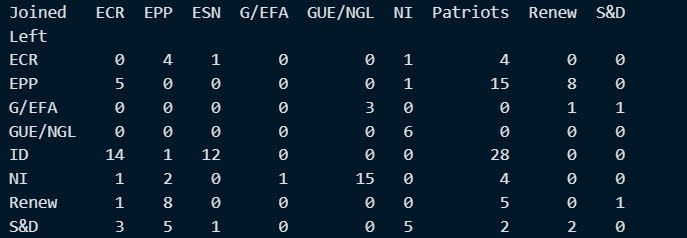 Joined ECR EPP ESN G/EFA GUE/NGL NI Patriots Renew S&D
Left
ECR 0 4 1 0 0 1 4 0 0
EPP 5 0 0 0 0 1 15 8 0
G/EFA 0 0 0 0 3 0 0 1 1
GUE/NGL 0 0 0 0 0 6 0 0 0
ID 14 1 12 0 0 0 28 0 0
NI 1 2 0 1 15 0 4 0 0
Renew 1 8 0 0 0 0 5 0 1
S&D 3 5 1 0 0 5 2 2 0